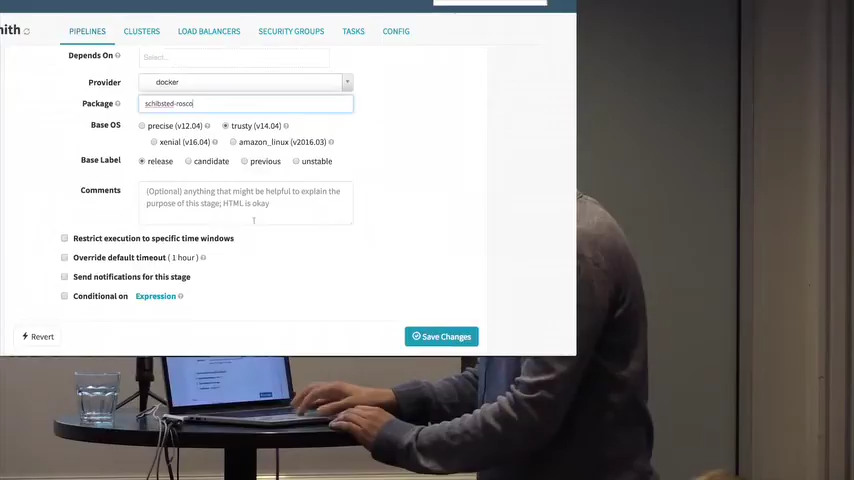 nith
PIPELINES CLUSTERS LOAD BALANCERS SECURITY GROUPS TASKS CONFIG
Depends On Select...
Provider docker
Package schibsted-rosco
Base OS precise (v12.04) trusty (v14.04)
xenial (v16.04) amazon_linux (v2016.03)
Base Label release candidate previous unstable
Comments (Optional) anything that might be helpful to explain the
purpose of this stage; HTML is okay
Restrict execution to specific time windows
Override default timeout ( 1 hour )
Send notifications for this stage
Conditional on Expression
Revert Save Changes